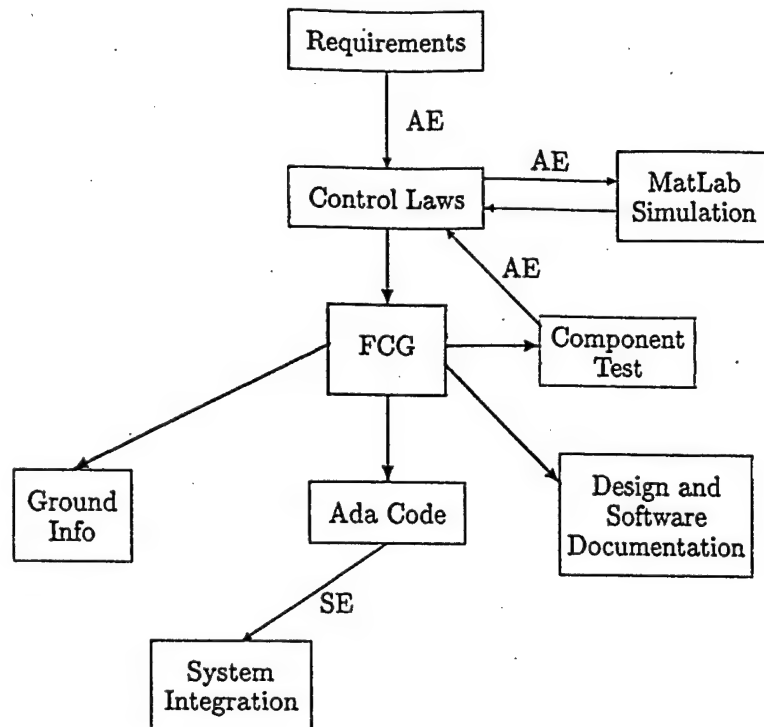 Requirements
AE
Control Laws
AE
MatLab
Simulation
AE
FCG
Component
Test
Ground
Info
Ada Code
Design and
Software
Documentation
SE
System
Integration